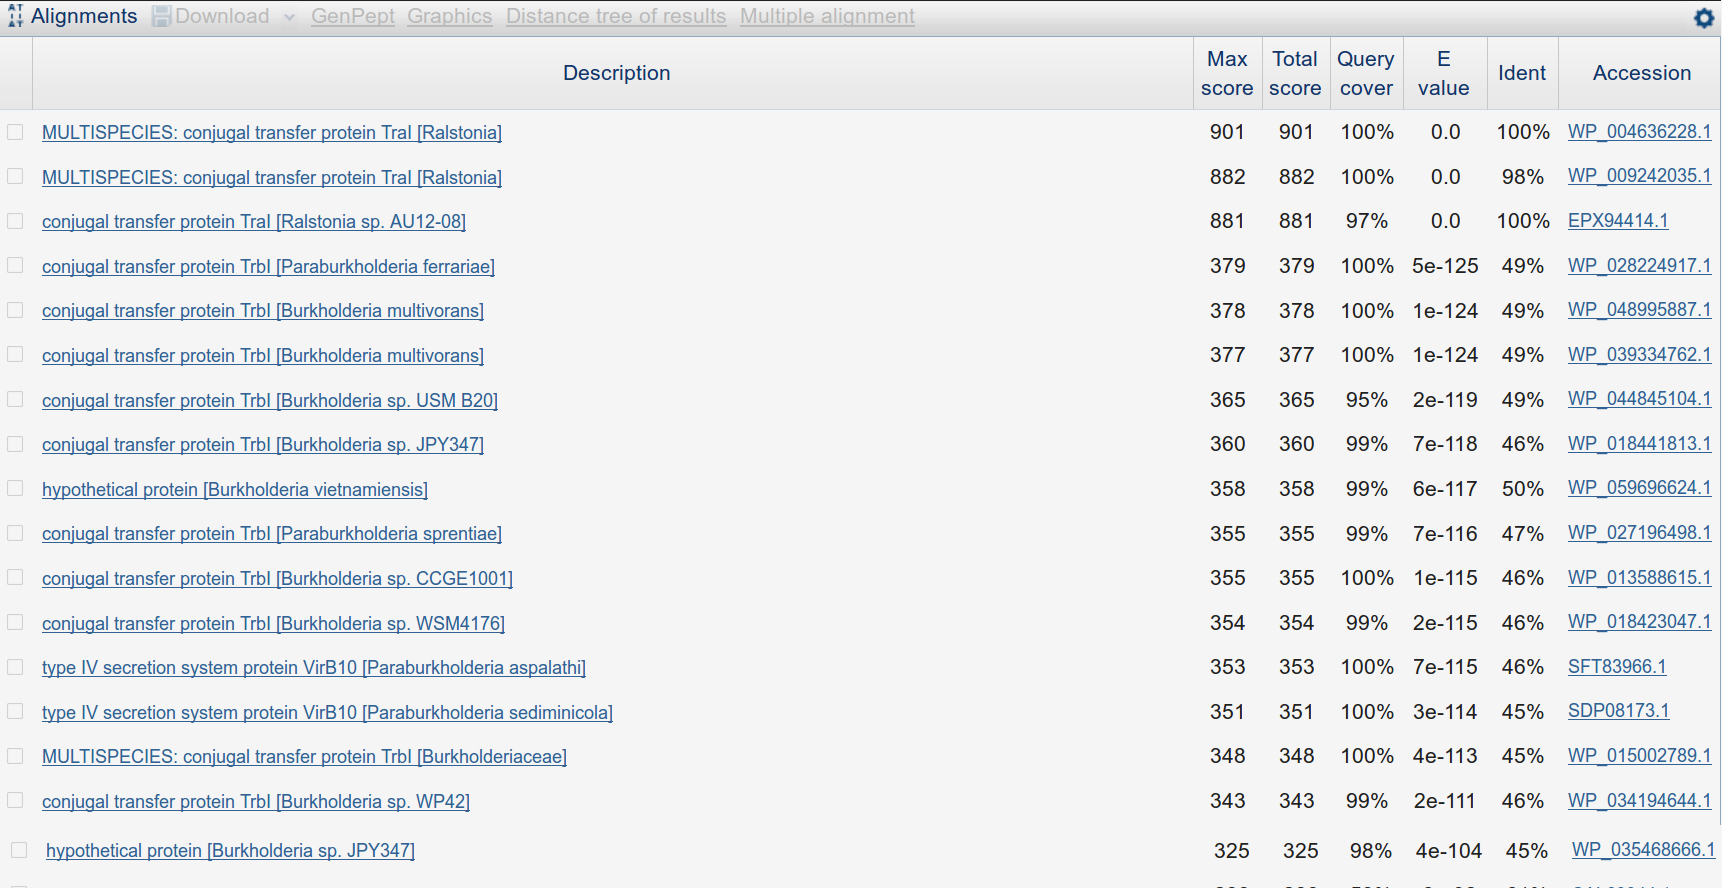 Alignments Download GenPept Graphics Distance tree of results Multiple alignment
Description Max score Total score Query cover E value Ident Accession
MULTISPECIES: conjugal transfer protein TraI [Ralstonia] 901 901 100% 0.0 100% WP_004636228.1
MULTISPECIES: conjugal transfer protein TraI [Ralstonia] 882 882 100% 0.0 98% WP_009242035.1
conjugal transfer protein TraI [Ralstonia sp. AU12-08] 881 881 97% 0.0 100% EPX94414.1
conjugal transfer protein TrbI [Paraburkholderia ferrariae] 379 379 100% 5e-125 49% WP_028224917.1
conjugal transfer protein TrbI [Burkholderia multivorans] 378 378 100% 1e-124 49% WP_048995887.1
conjugal transfer protein TrbI [Burkholderia multivorans] 377 377 100% 1e-124 49% WP_039334762.1
conjugal transfer protein TrbI [Burkholderia sp. USM B20] 365 365 95% 2e-119 49% WP_044845104.1
conjugal transfer protein TrbI [Burkholderia sp. JPY347] 360 360 99% 7e-118 46% WP_018441813.1
hypothetical protein [Burkholderia vietnamiensis] 358 358 99% 6e-117 50% WP_059696624.1
conjugal transfer protein TrbI [Paraburkholderia sprentiae] 355 355 99% 7e-116 47% WP_027196498.1
conjugal transfer protein TrbI [Burkholderia sp. CCGE1001] 355 355 100% 1e-115 46% WP_013588615.1
conjugal transfer protein TrbI [Burkholderia sp. WSM4176] 354 354 99% 2e-115 46% WP_018423047.1
type IV secretion system protein VirB10 [Paraburkholderia aspalathi] 353 353 100% 7e-115 46% SFT83966.1
type IV secretion system protein VirB10 [Paraburkholderia sediminicola] 351 351 100% 3e-114 45% SDP08173.1
MULTISPECIES: conjugal transfer protein TrbI [Burkholderiaceae] 348 348 100% 4e-113 45% WP_015002789.1
conjugal transfer protein TrbI [Burkholderia sp. WP42] 343 343 99% 2e-111 46% WP_034194644.1
hypothetical protein [Burkholderia sp. JPY347] 325 325 98% 4e-104 45% WP_035468666.1